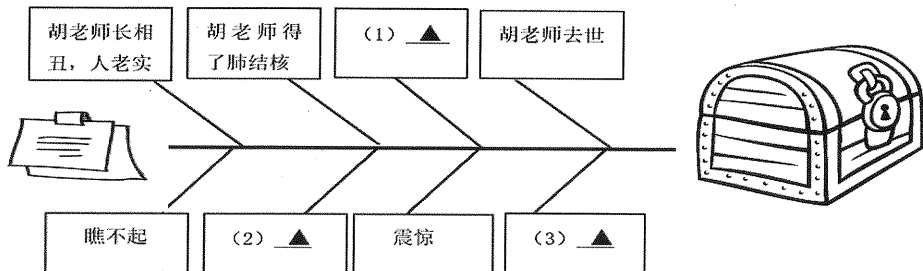 胡老师长相
丑，人老实
胡老师得
了肺结核
（1）▲
胡老师去世
瞧不起
（2）▲
震惊
（3）▲